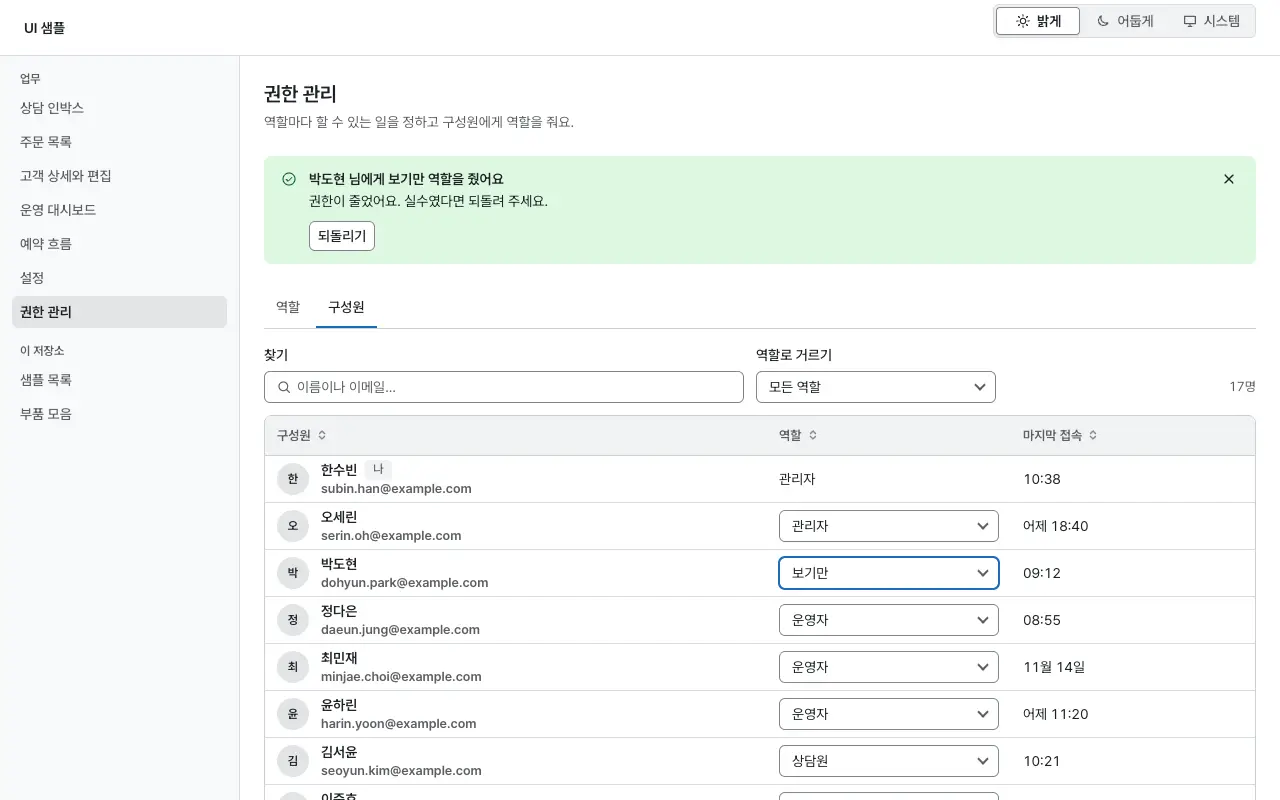 UI 샘플
밝게
어둡게
시스템
업무
상담 인박스
주문 목록
고객 상세와 편집
운영 대시보드
예약 흐름
설정
권한 관리
이 저장소
샘플 목록
부품 모음
권한 관리
역할마다 할 수 있는 일을 정하고 구성원에게 역할을 줘요.
박도현 님에게 보기만 역할을 줬어요
권한이 줄었어요. 실수였다면 되돌려 주세요.
되돌리기
역할
구성원
찾기
역할로 거르기
이름이나 이메일…
모든 역할
17명
구성원
역할
마지막 접속
한
한수빈
나
subin.han@example.com
관리자
10:38
오
오세린
serin.oh@example.com
관리자
어제 18:40
박
박도현
dohyun.park@example.com
보기만
09:12
정
정다은
daeun.jung@example.com
운영자
08:55
최
최민재
minjae.choi@example.com
운영자
11월 14일
윤
윤하린
harin.yoon@example.com
운영자
어제 11:20
김
김서윤
seoyun.kim@example.com
상담원
10:21